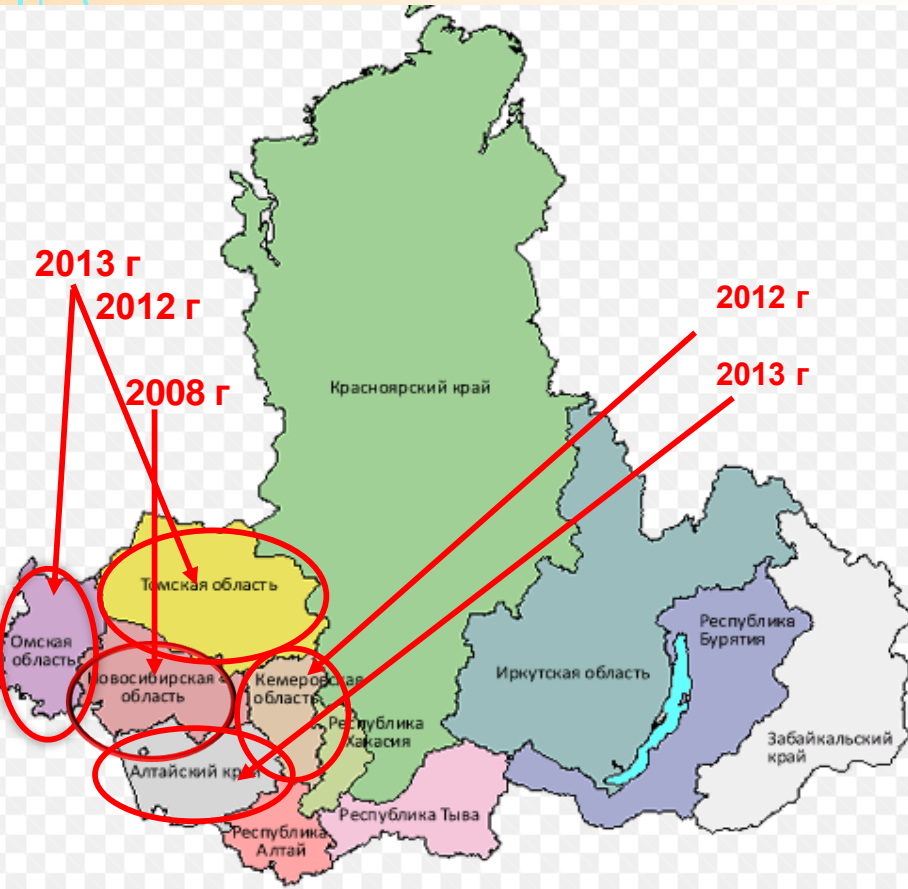 2013 г
2012 г
2008 г
2012 г
2013 г
Красноярский край
Томская область
Омская
область
Новосибирская
область
Кемеровская
область
Республика
Хакасия
Алтайский край
Республика
Алтай
Республика Тыва
Иркутская область
Республика
Бурятия
Забайкальский
край